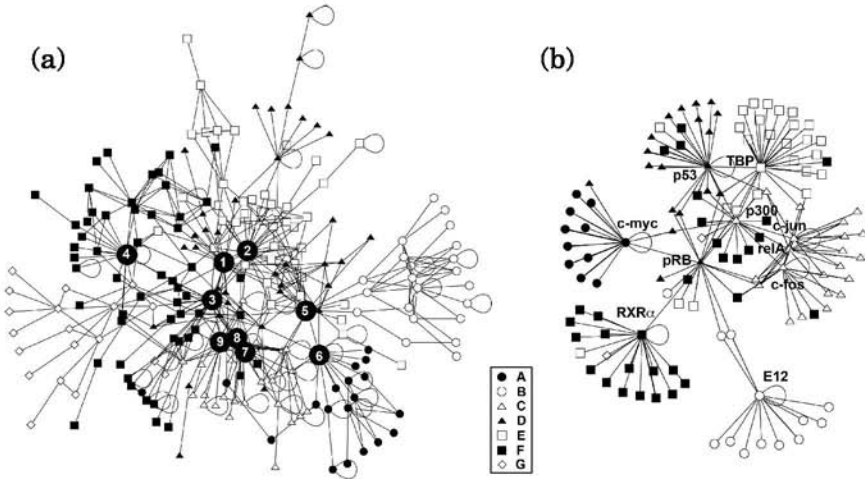 (a)
(b)
1
2
3
4
5
6
7
8
9
A
B
C
D
E
F
G
TBP
p53
p300
c-myc
c-jun
relA
pRB
c-fos
RXRα
E12